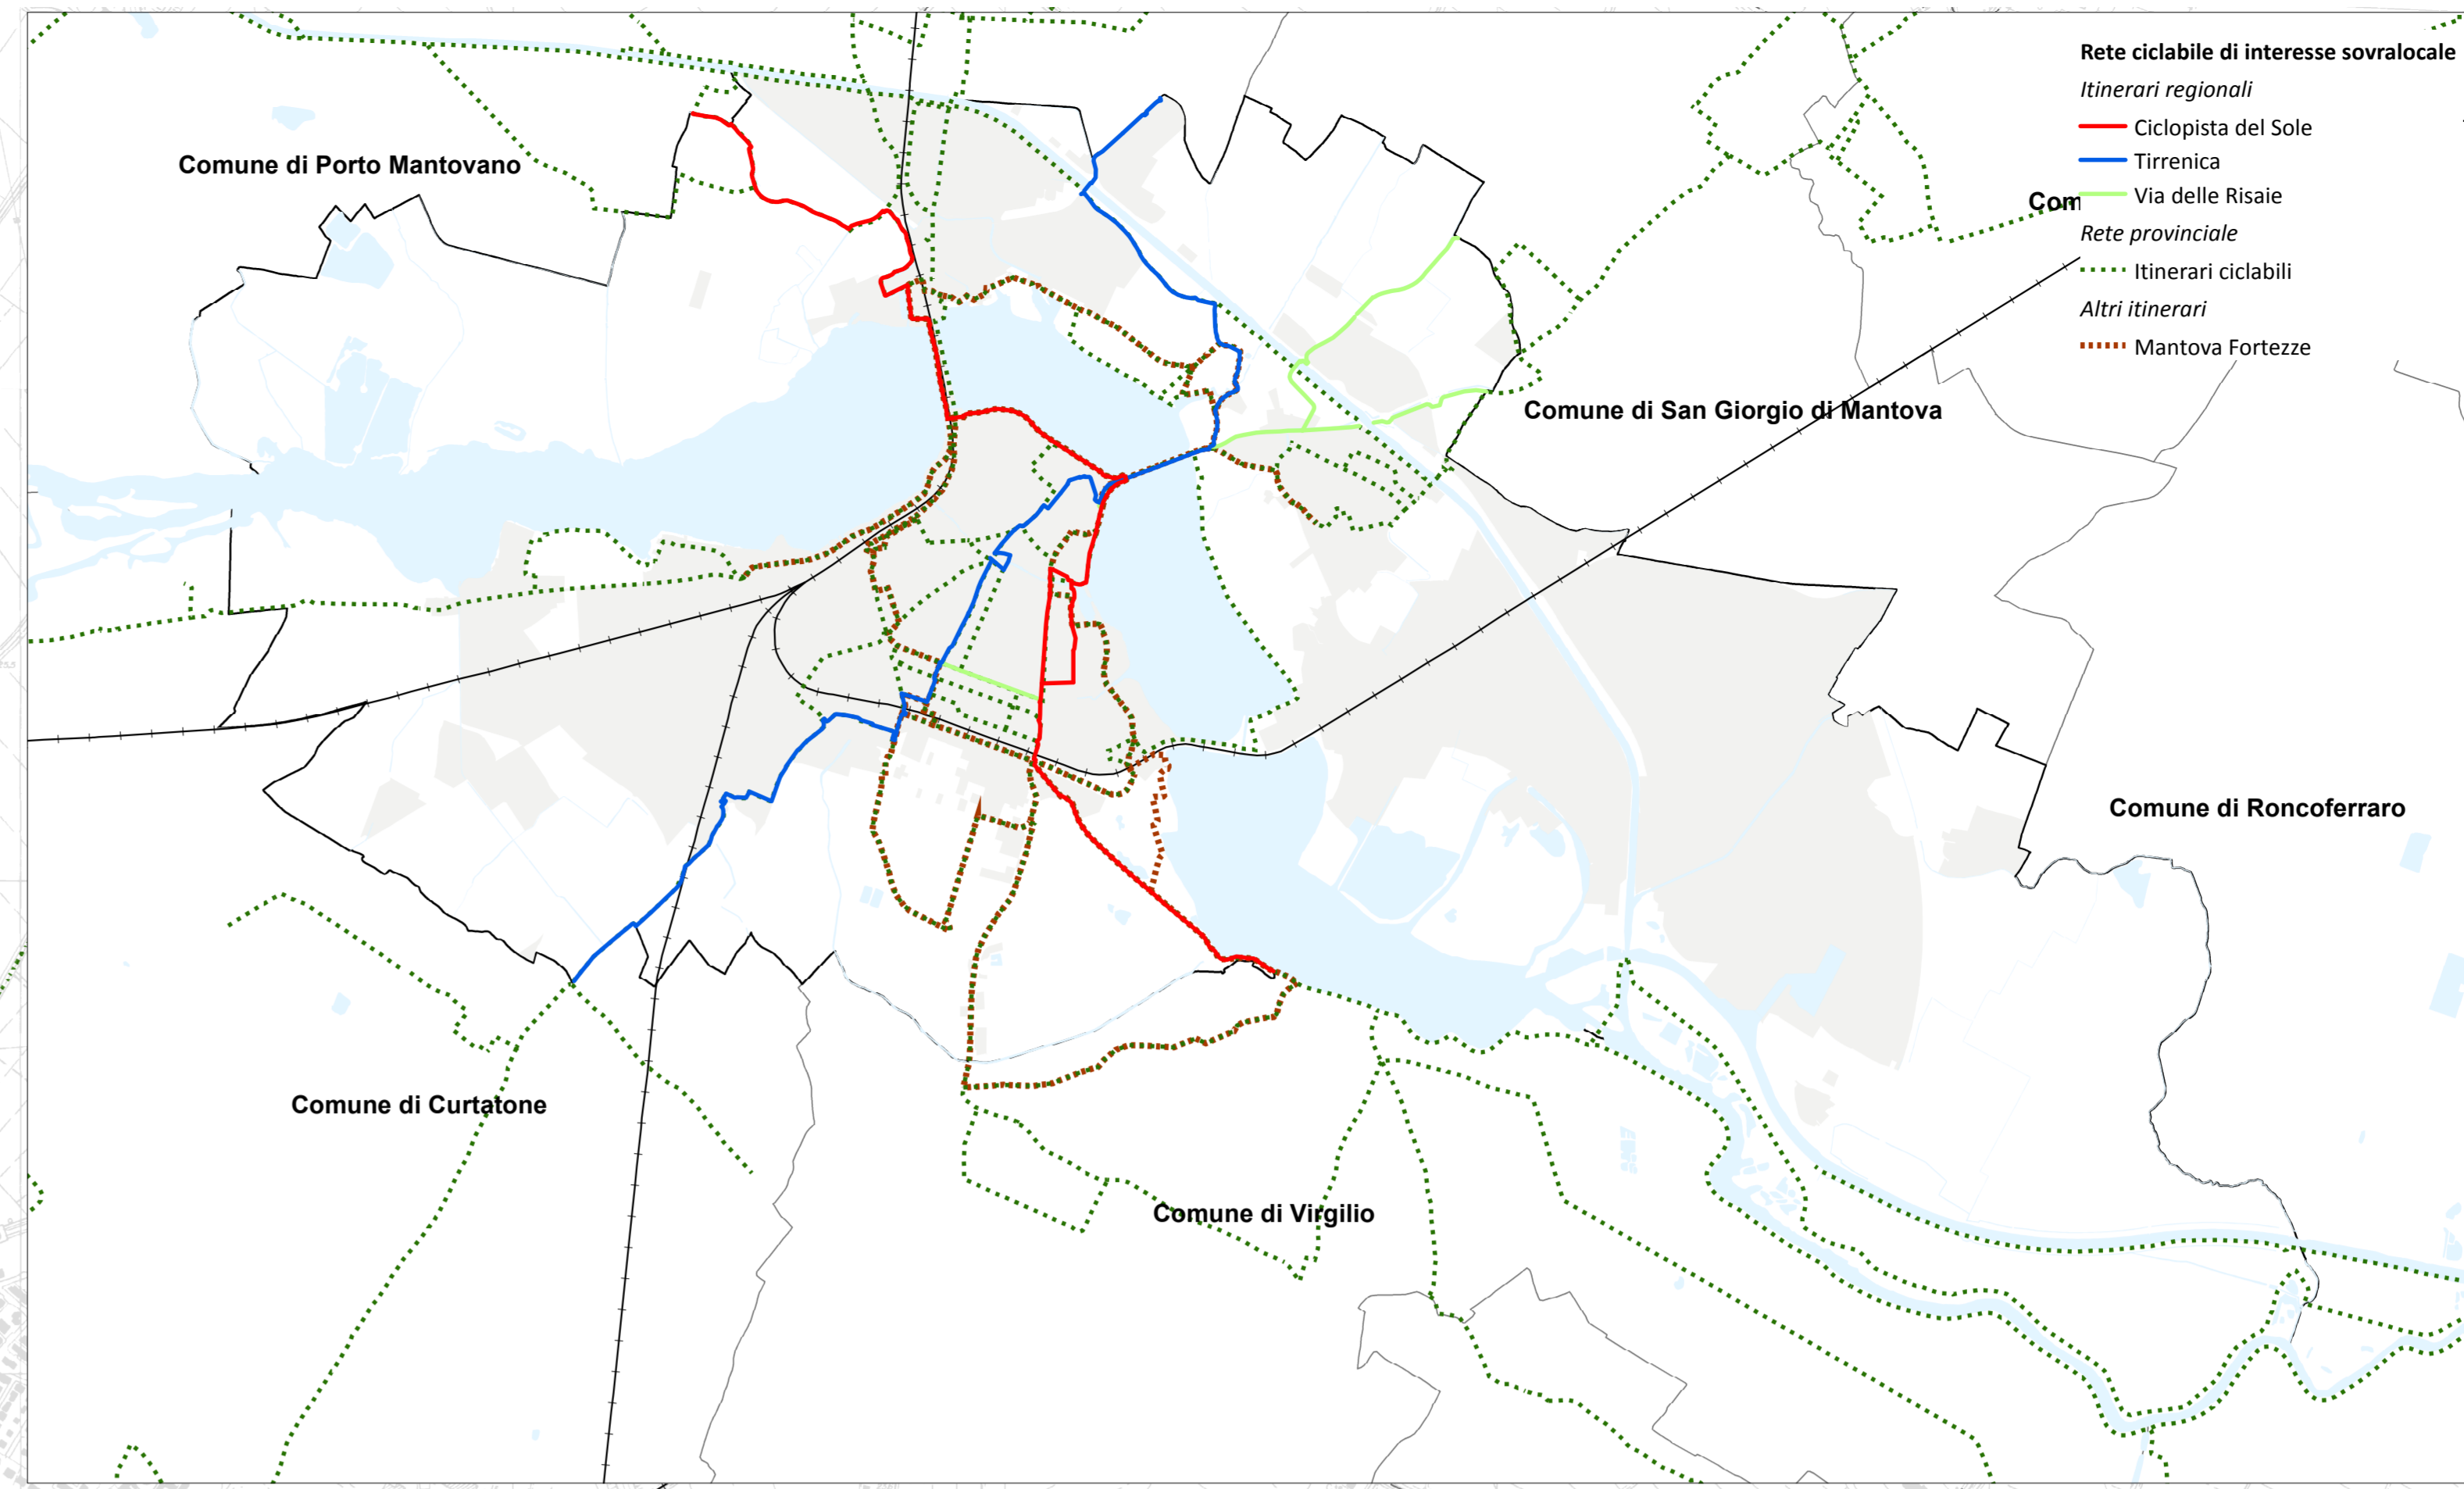 Rete ciclabile di interesse sovralocale
Itinerari regionali
Ciclopista del Sole
Tirrenica
Via delle Risaie
Rete provinciale
Itinerari ciclabili
Altri itinerari
Mantova Fortezze
Comune di Porto Mantovano
Com
Comune di San Giorgio di Mantova
Comune di Roncoferraro
Comune di Curtatone
Comune di Virgilio